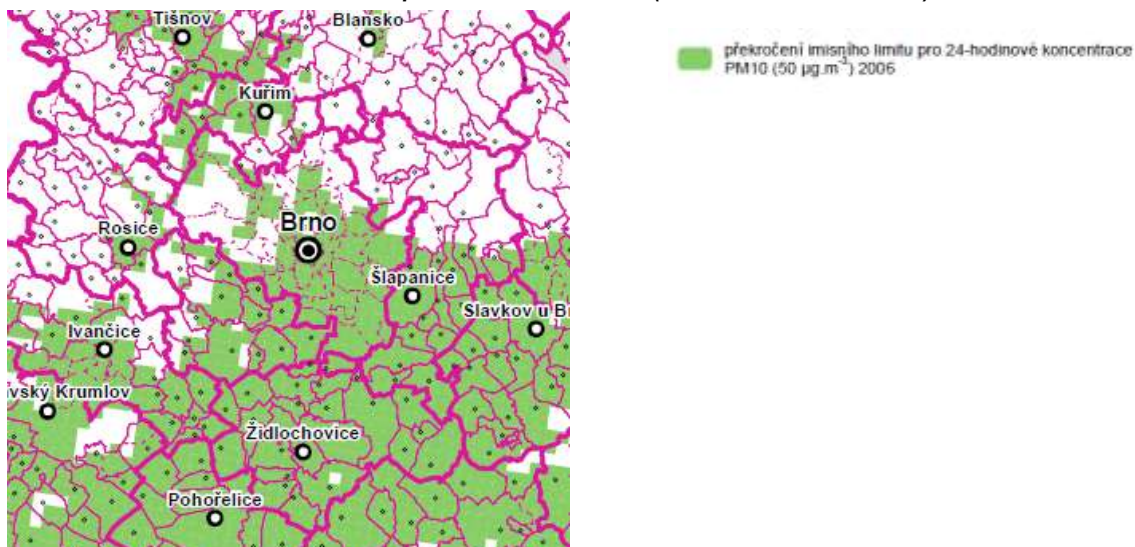 Tišnov
Blansko
překročení imisního limitu pro 24-hodinové koncentrace
PM10 (50 µg.m⁻³) 2006
Kuřim
Brno
Rosice
Šlapanice
Slavkov u B
Ivančice
avský Krumlov
Židlochovice
Pohořelice